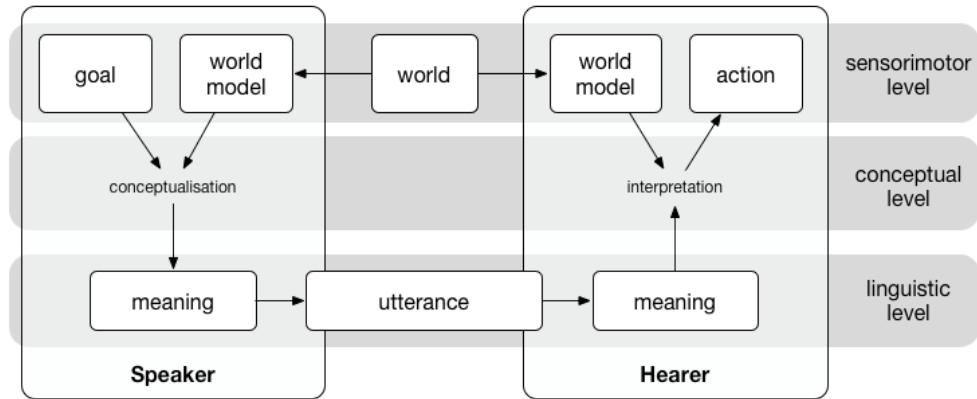 goal
world
model
world
world
model
action
sensorimotor
level
conceptualisation
interpretation
conceptual
level
meaning
utterance
meaning
linguistic
level
Speaker
Hearer